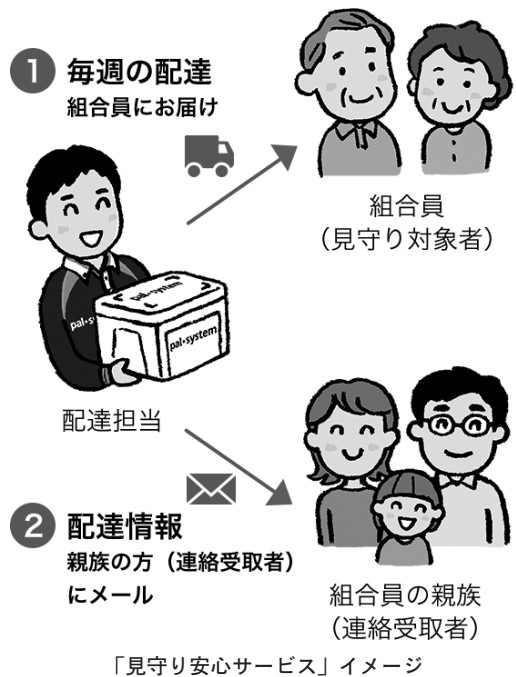 1 毎週の配達
組合員にお届け
組合員
（見守り対象者）
pal・sy
pal・system
pal・system
配達担当
2 配達情報
親族の方（連絡受取者）
にメール
組合員の親族
（連絡受取者）
「見守り安心サービス」イメージ